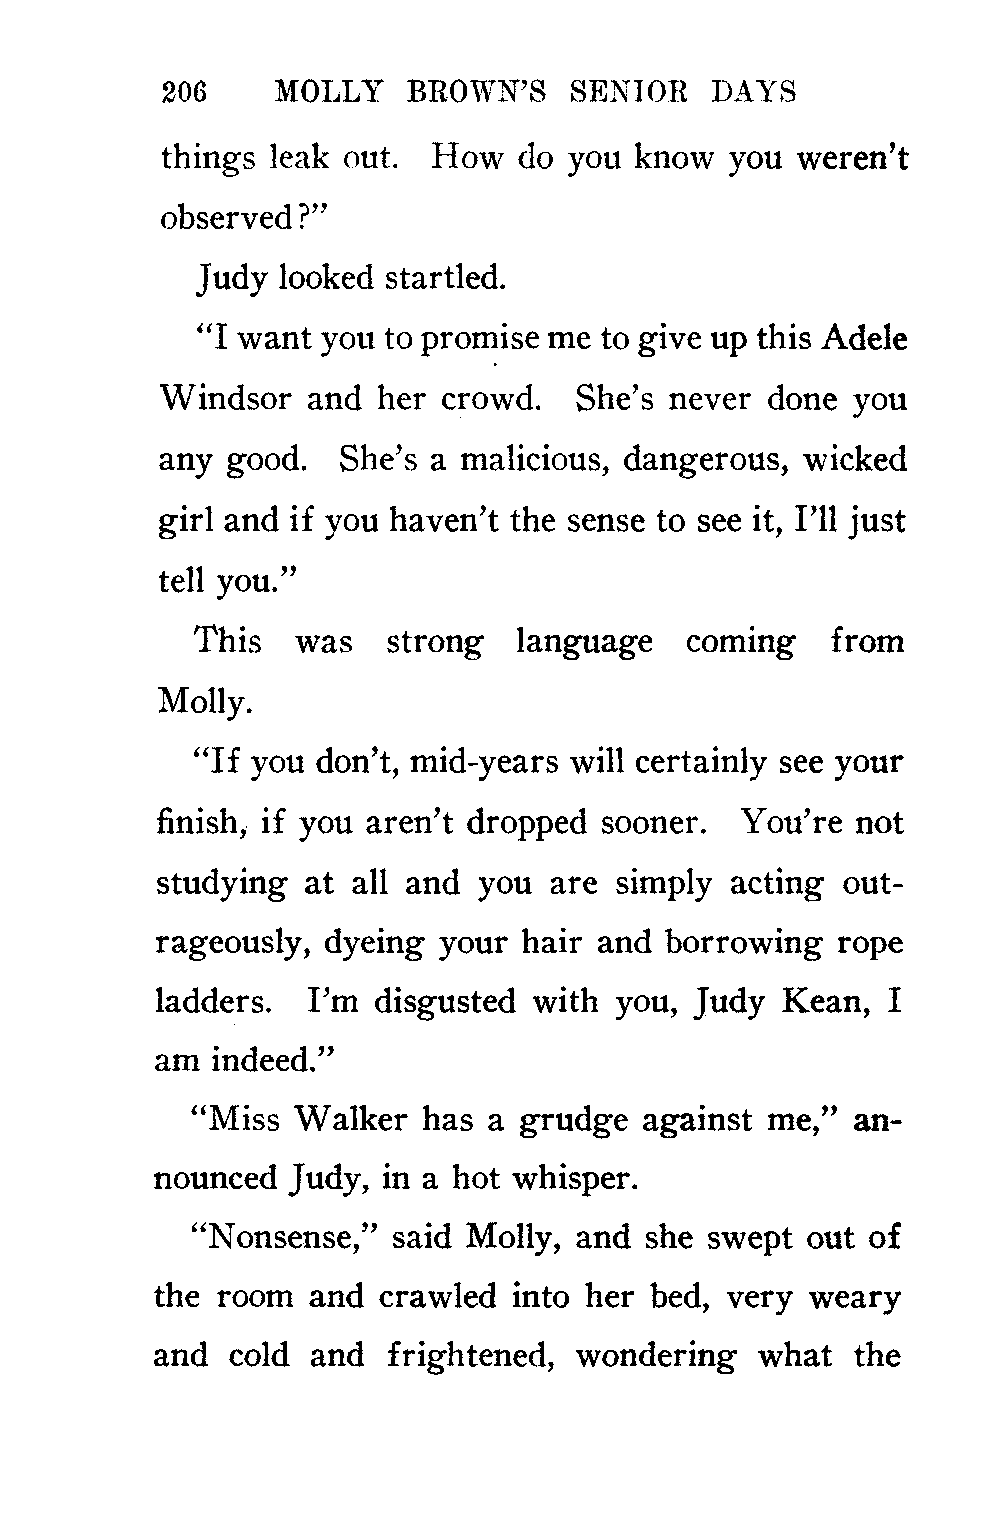 206 MOLLY BROWN'S SENIOR DAYS
things leak out. How do you know you weren't
observed?”
Judy looked startled.
“I want you to promise me to give up this Adele
Windsor and her crowd. She's never done you
any good. She's a malicious, dangerous, wicked
girl and if you haven't the sense to see it, I'll just
tell you.”
This was strong language coming from
Molly.
“If you don't, mid-years will certainly see your
finish, if you aren't dropped sooner. You're not
studying at all and you are simply acting out-
rageously, dyeing your hair and borrowing rope
ladders. I'm disgusted with you, Judy Kean, I
am indeed.”
“Miss Walker has a grudge against me,” an-
nounced Judy, in a hot whisper.
“Nonsense,” said Molly, and she swept out of
the room and crawled into her bed, very weary
and cold and frightened, wondering what the